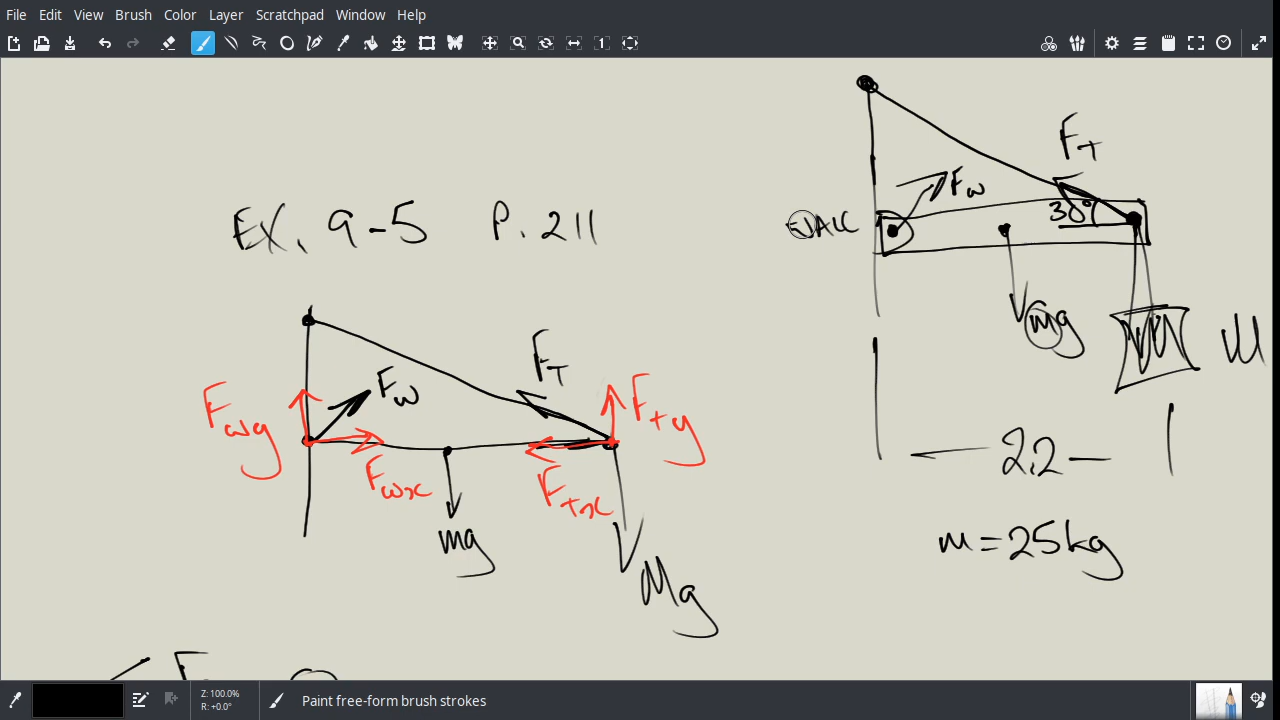 File Edit View Brush Color Layer Scratchpad Window Help
1
EX. 9-5 P. 211
F_T
F_W
30°
mg
M
F_T
F_W
F_wy
F_Ty
F_wx
F_Tx
mg
Mg
2.2
m = 25kg
Z: 100.0%
R: +0.0°
Paint free-form brush strokes